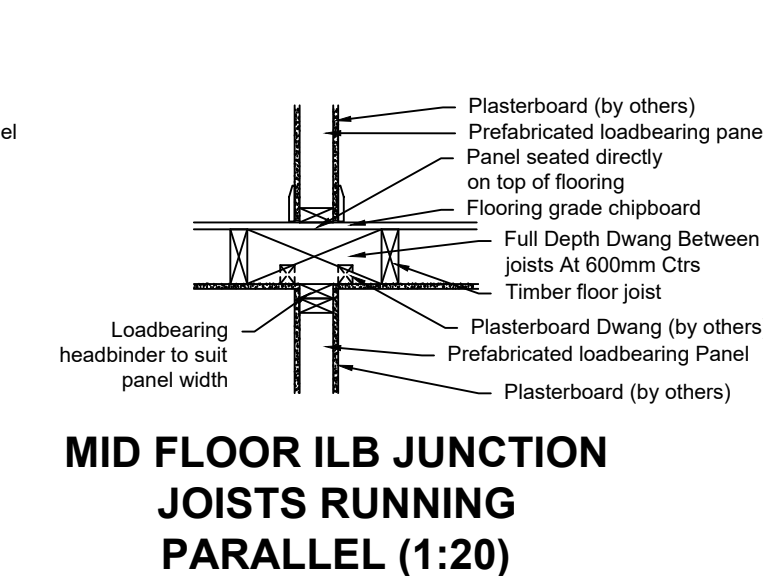 el
Plasterboard (by others)
Prefabricated loadbearing pane
Panel seated directly
on top of flooring
Flooring grade chipboard
Full Depth Dwang Between
joists At 600mm Ctrs
Timber floor joist
Plasterboard Dwang (by others
Prefabricated loadbearing Panel
Plasterboard (by others)
Loadbearing
headbinder to suit
panel width
MID FLOOR ILB JUNCTION
JOISTS RUNNING
PARALLEL (1:20)